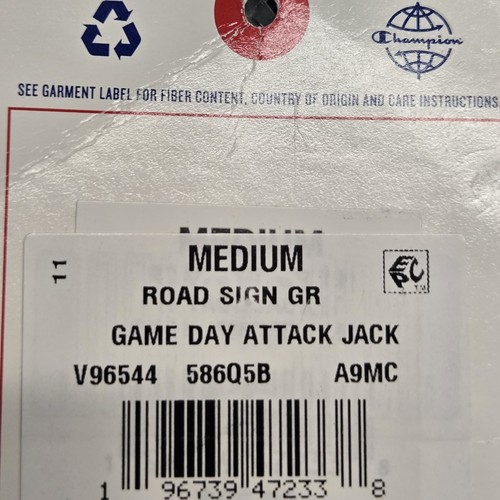 Champion
SEE GARMENT LABEL FOR FIBER CONTENT, COUNTRY OF ORIGIN AND CARE INSTRUCTIONS
MEDIUM
11
MEDIUM
ROAD SIGN GR
GAME DAY ATTACK JACK
V96544 586Q5B A9MC
1 96739 47233 8